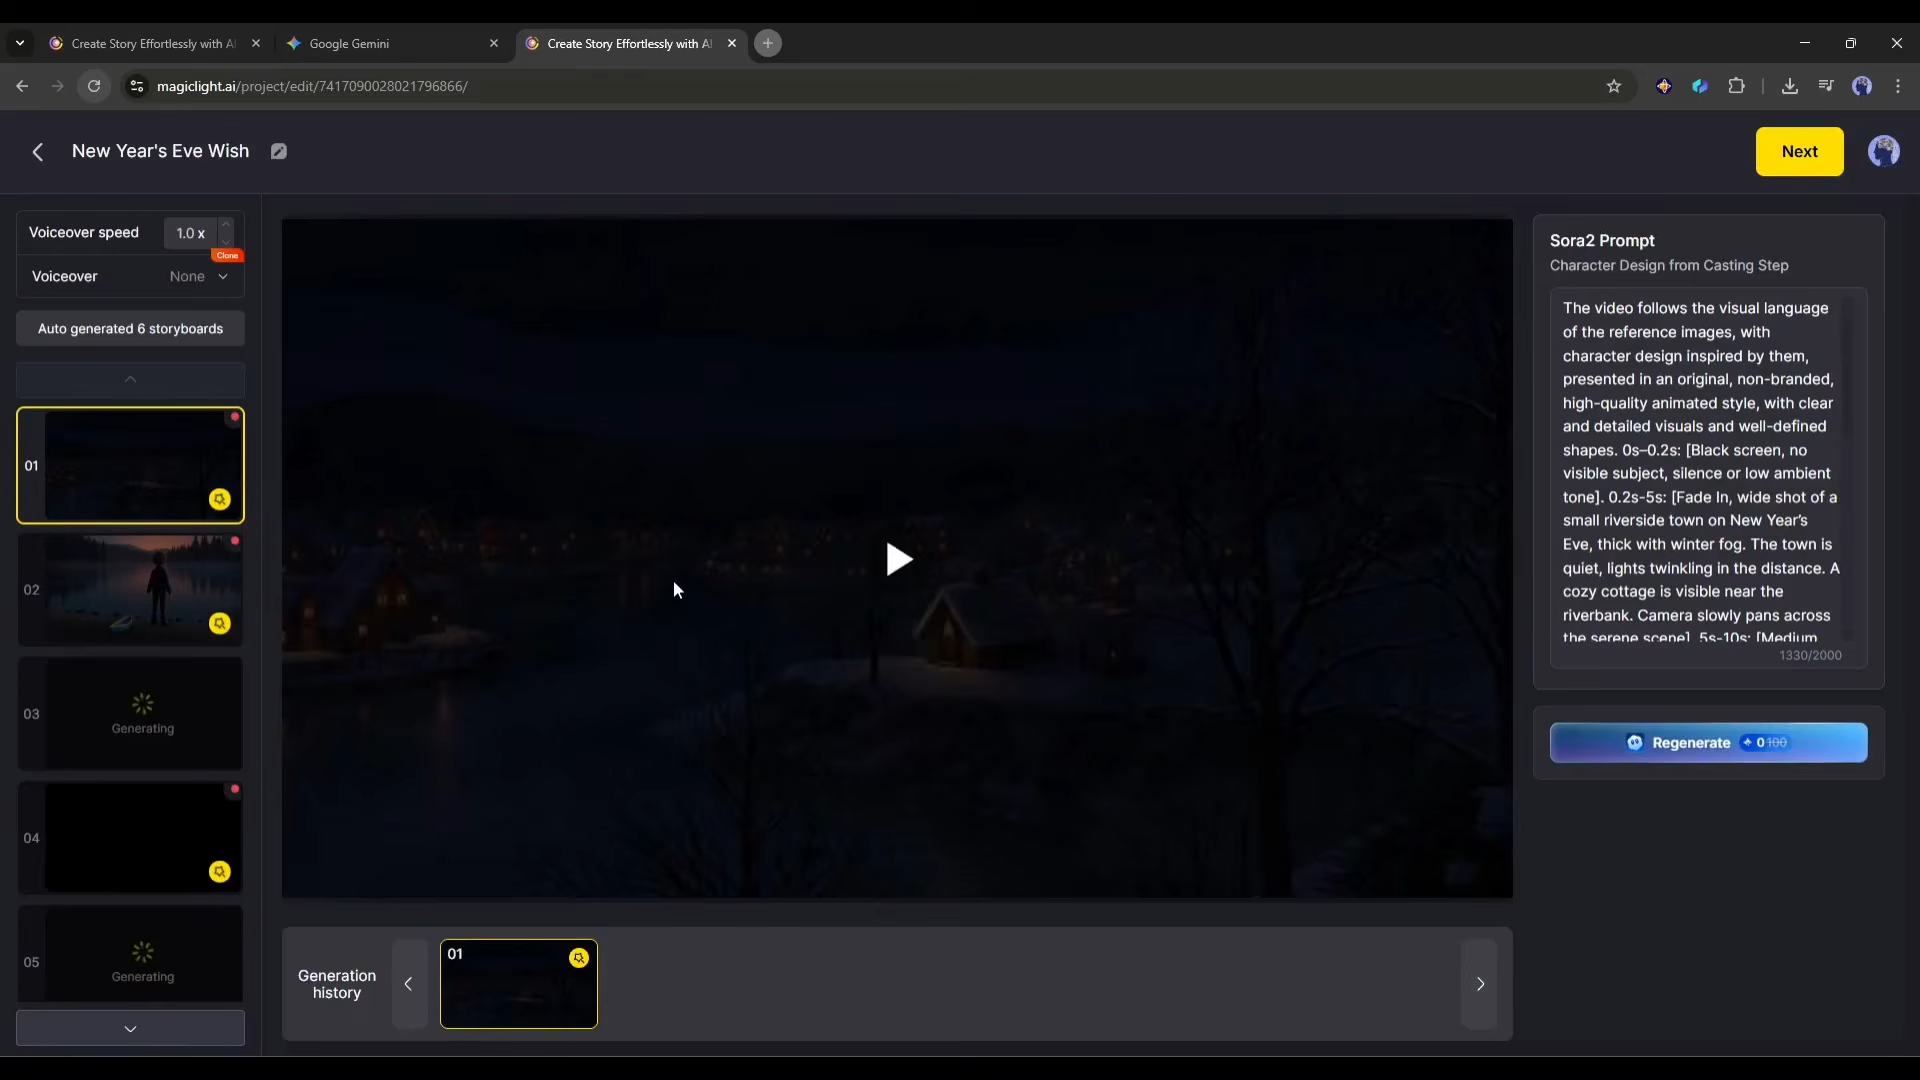 Create Story Effortlessly with AI
Google Gemini
Create Story Effortlessly with AI
magiclight.ai/project/edit/7417090028021796866/
New Year's Eve Wish
Next
Voiceover speed
1.0 x
Clone
Voiceover
None
Auto generated 6 storyboards
01
02
03
Generating
04
05
Generating
Sora2 Prompt
Character Design from Casting Step
The video follows the visual language
of the reference images, with
character design inspired by them,
presented in an original, non-branded,
high-quality animated style, with clear
and detailed visuals and well-defined
shapes. 0s–0.2s: [Black screen, no
visible subject, silence or low ambient
tone]. 0.2s-5s: [Fade In, wide shot of a
small riverside town on New Year’s
Eve, thick with winter fog. The town is
quiet, lights twinkling in the distance. A
cozy cottage is visible near the
riverbank. Camera slowly pans across
the serene scene]. 5s-10s: [Medium
1330/2000
Regenerate 0 100
Generation
history
01